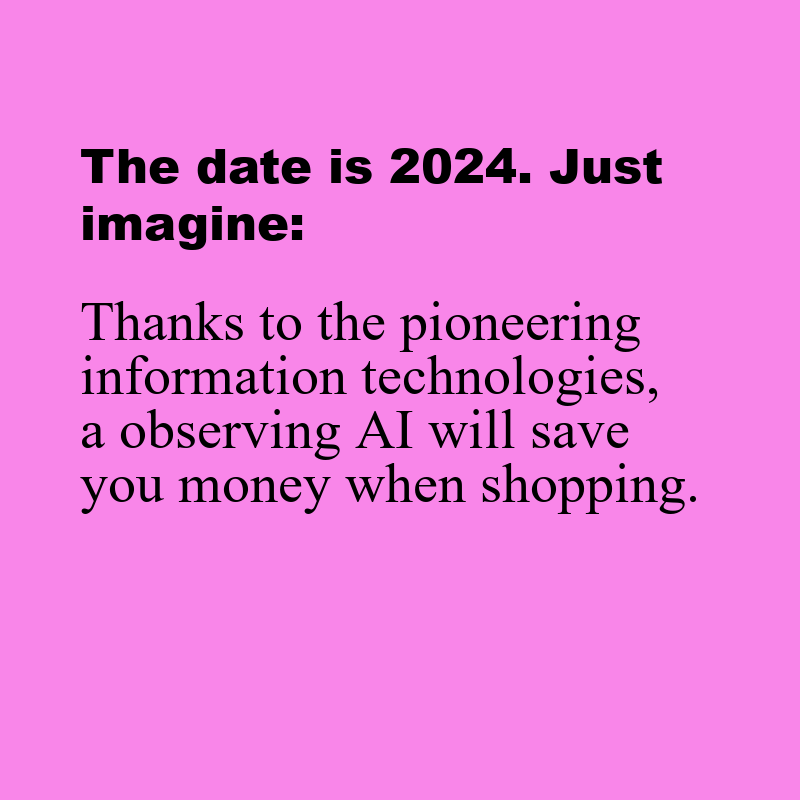 The date is 2024. Just
imagine:
Thanks to the pioneering
information technologies,
a observing AI will save
you money when shopping.